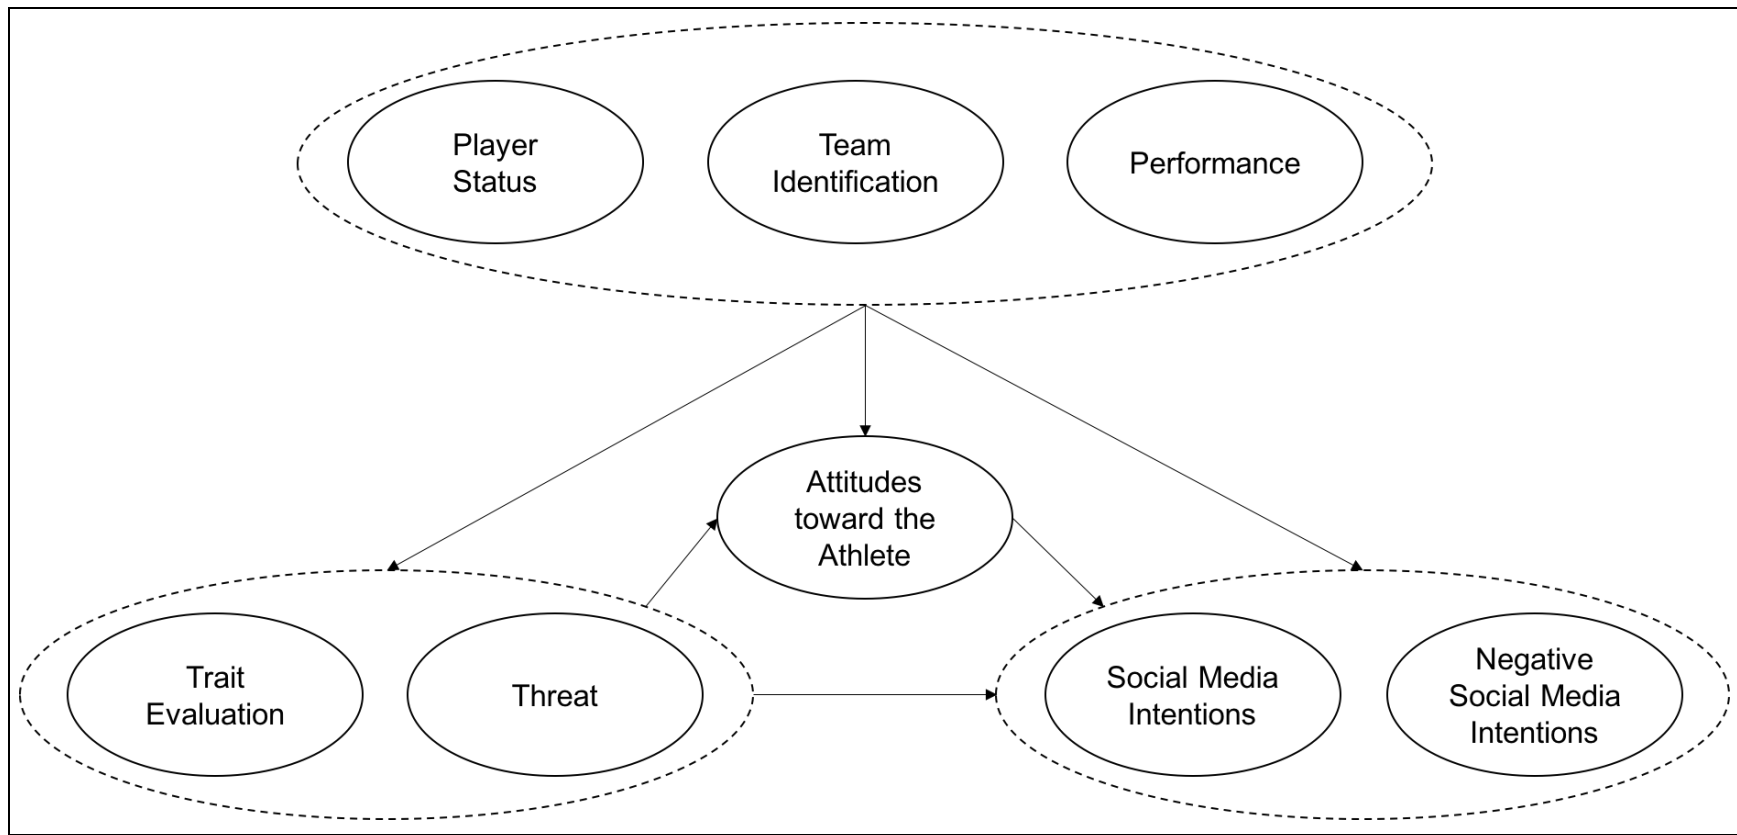 Player
Status
Team
Identification
Performance
Attitudes
toward the
Athlete
Trait
Evaluation
Threat
Social Media
Intentions
Negative
Social Media
Intentions